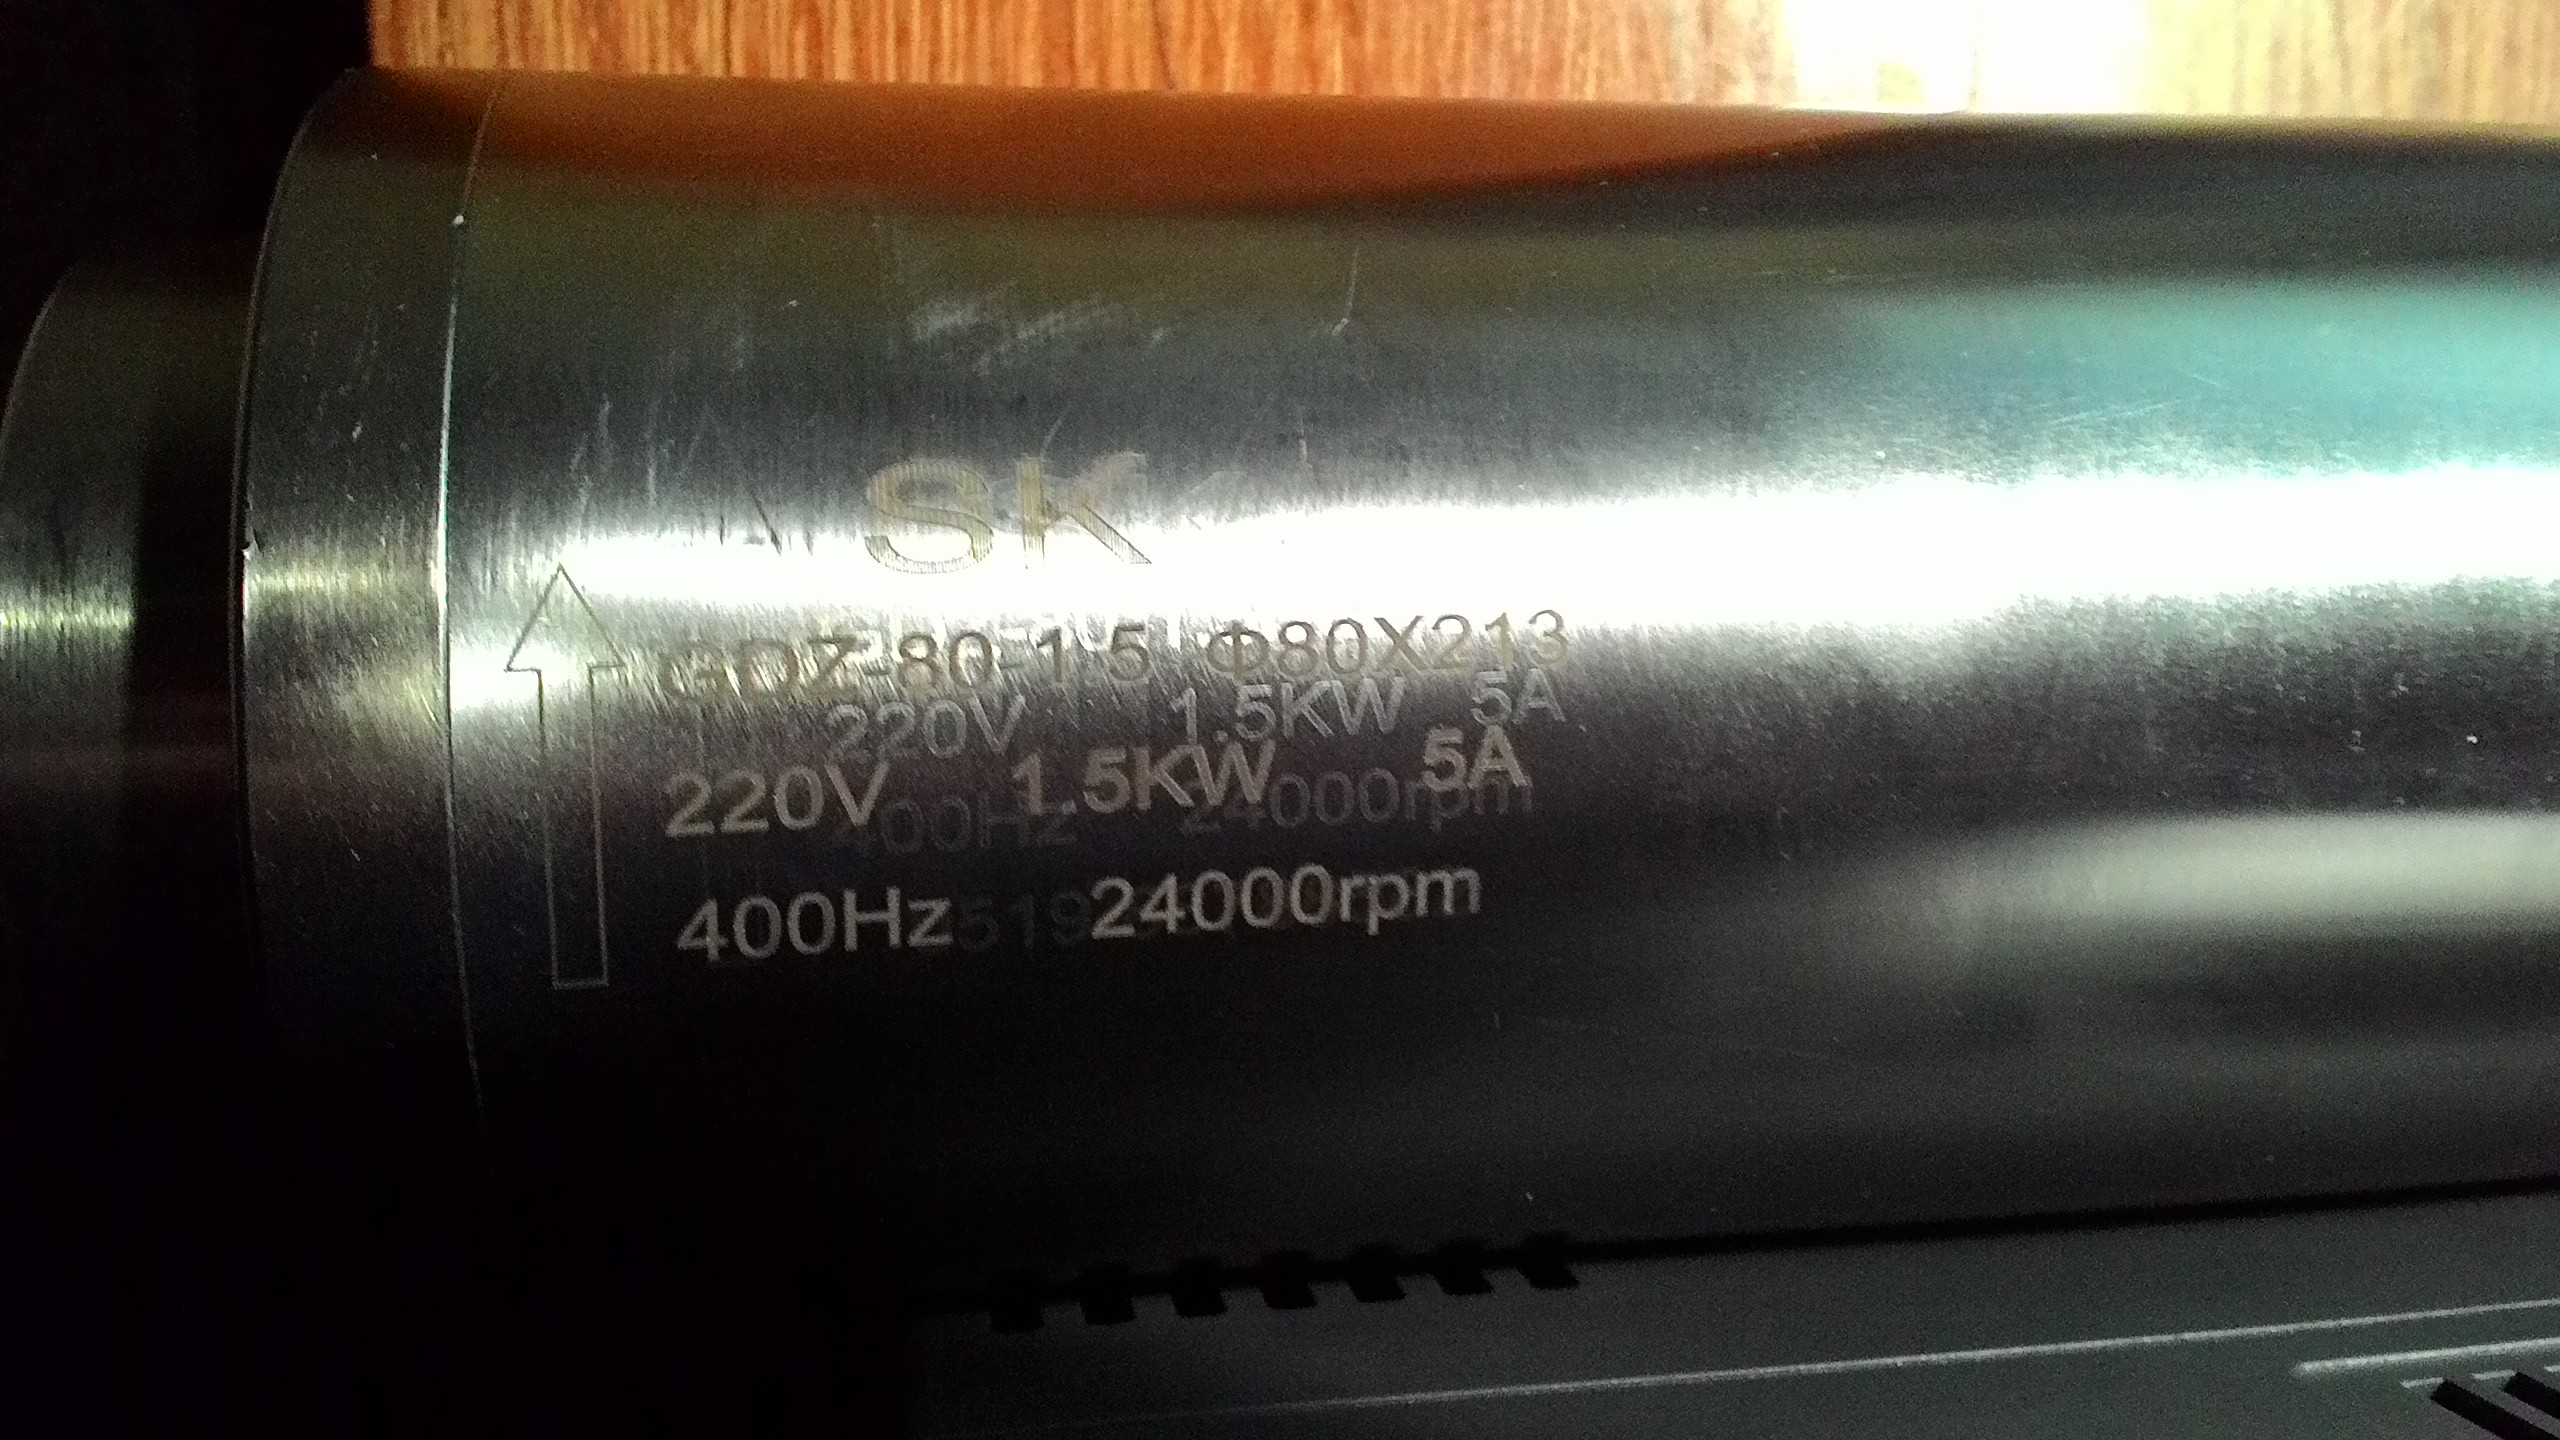 SK
GDZ-80-1.5 Φ80X213
220V 1.5KW 5A
220V 1.5KW 5A
400Hz 24000rpm
400Hz 24000rpm